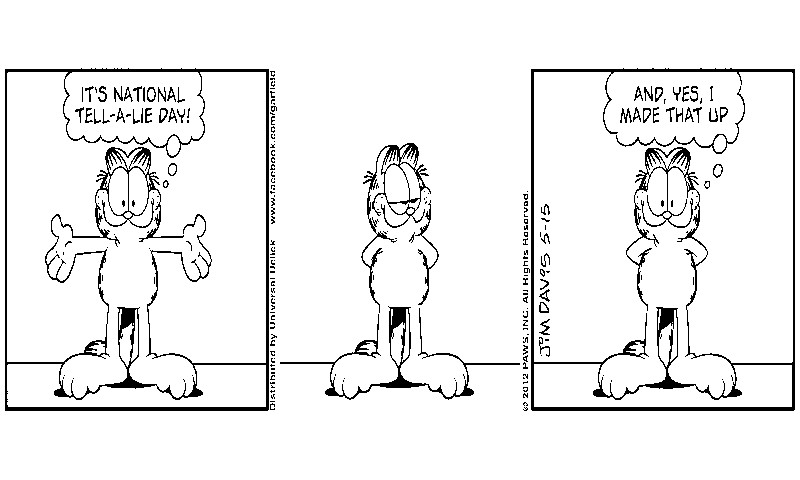 IT'S NATIONAL
TELL-A-LIE DAY!
www.facebook.com/garfield
Distributed by Universal Uclick
© 2012 PAWS, INC. All Rights Reserved.
JIM DAVIS 5-15
AND, YES, I
MADE THAT UP